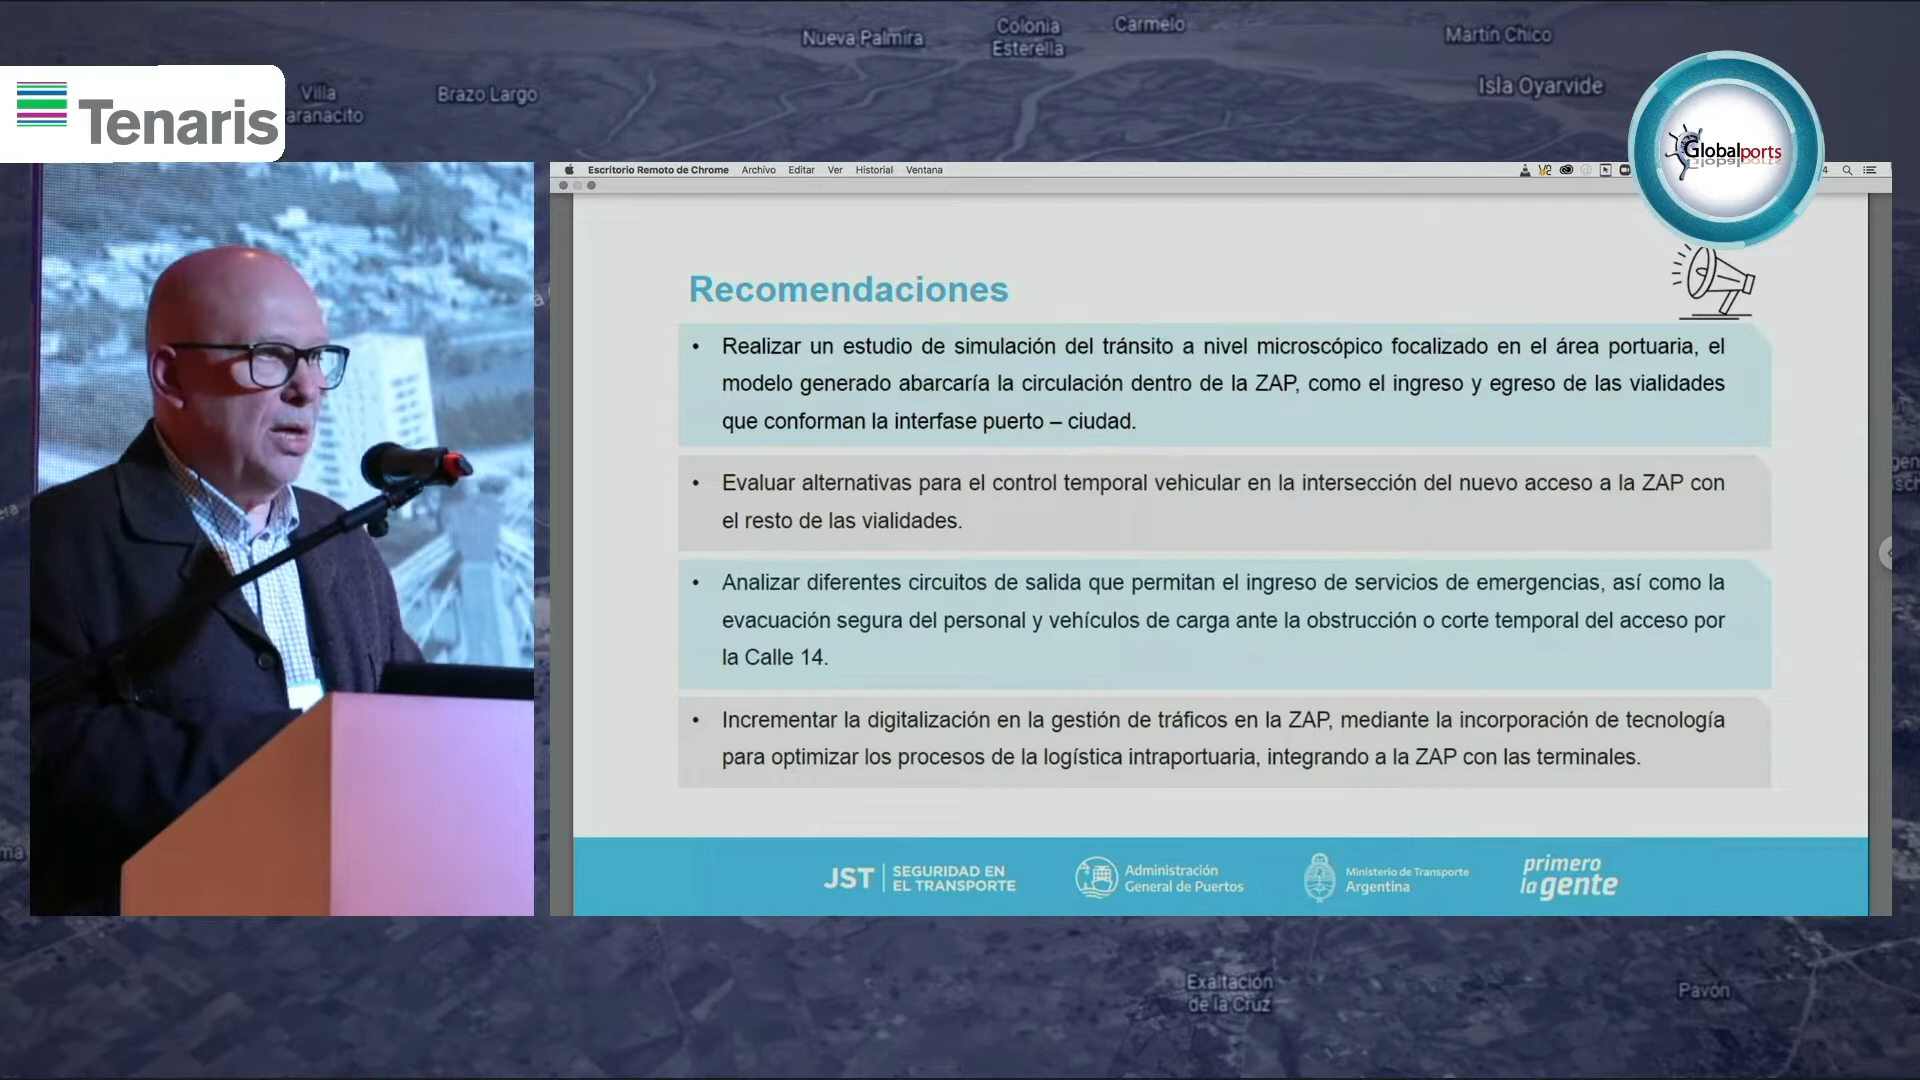 Nueva Palmira
Colonia
Esterella
Carmelo
Martín Chico
Isla Oyarvide
Villa
aranacito
Brazo Largo
Tenaris
Globalports
Escritorio Remoto de Chrome Archivo Editar Ver Historial Ventana
Recomendaciones
• Realizar un estudio de simulación del tránsito a nivel microscópico focalizado en el área portuaria, el
modelo generado abarcaría la circulación dentro de la ZAP, como el ingreso y egreso de las vialidades
que conforman la interfase puerto – ciudad.
• Evaluar alternativas para el control temporal vehicular en la intersección del nuevo acceso a la ZAP con
el resto de las vialidades.
• Analizar diferentes circuitos de salida que permitan el ingreso de servicios de emergencias, así como la
evacuación segura del personal y vehículos de carga ante la obstrucción o corte temporal del acceso por
la Calle 14.
• Incrementar la digitalización en la gestión de tráficos en la ZAP, mediante la incorporación de tecnología
para optimizar los procesos de la logística intraportuaria, integrando a la ZAP con las terminales.
JST SEGURIDAD EN
EL TRANSPORTE
Administración
General de Puertos
Ministerio de Transporte
Argentina
primero
la gente
Exaltación
de la Cruz
Pavón